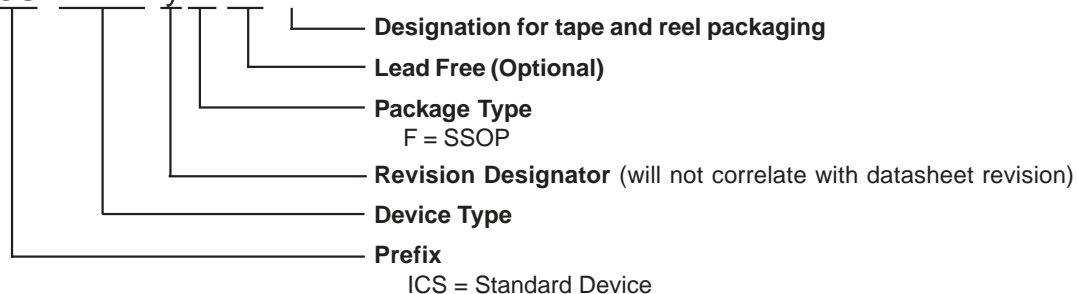 Designation for tape and reel packaging
Lead Free (Optional)
Package Type
F = SSOP
Revision Designator (will not correlate with datasheet revision)
Device Type
Prefix
ICS = Standard Device